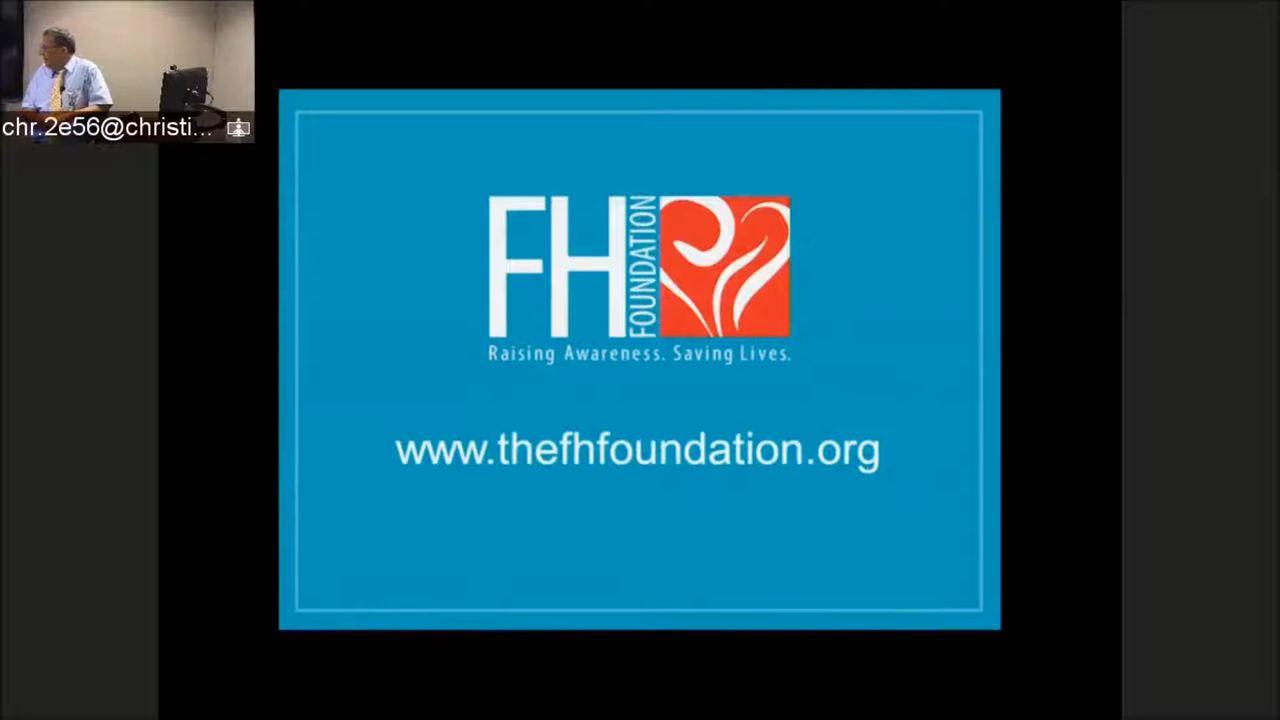 chr.2e56@christi...
FH FOUNDATION
Raising Awareness. Saving Lives.
www.thefhfoundation.org